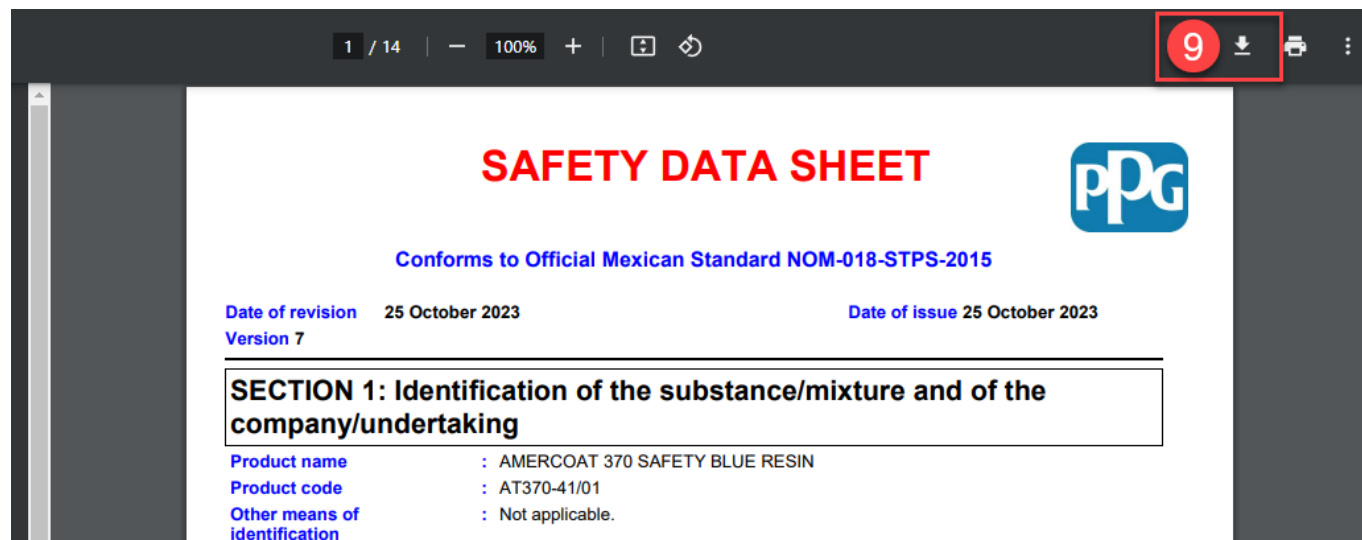 1 / 14 100% 9
SAFETY DATA SHEET
PPG
Conforms to Official Mexican Standard NOM-018-STPS-2015
Date of revision 25 October 2023 Date of issue 25 October 2023
Version 7
SECTION 1: Identification of the substance/mixture and of the
company/undertaking
Product name : AMERCOAT 370 SAFETY BLUE RESIN
Product code : AT370-41/01
Other means of : Not applicable.
identification